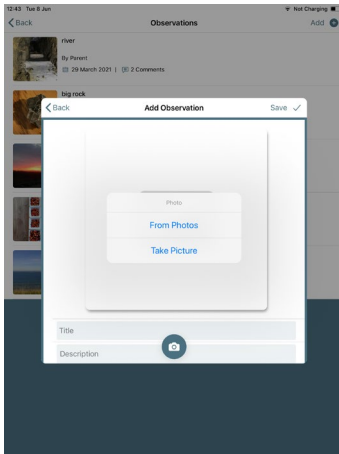 12:43 Tue 8 Jun
Not Charging
Back
Observations
Add
river
By Parent
29 March 2021 | 2 Comments
big rock
Back
Add Observation
Save
Photo
From Photos
Take Picture
Title
Description